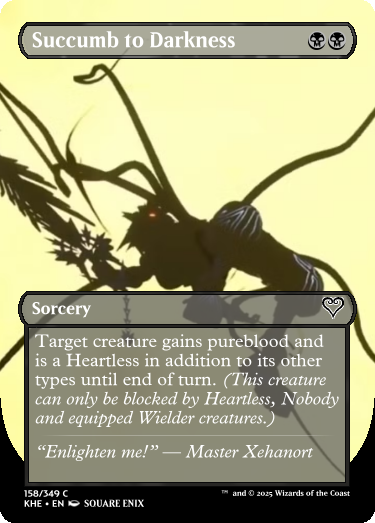 Succumb to Darkness
Sorcery
Target creature gains pureblood and
is a Heartless in addition to its other
types until end of turn. (This creature
can only be blocked by Heartless, Nobody
and equipped Wielder creatures.)
“Enlighten me!” — Master Xehanort
158/349 C
KHE • EN SQUARE ENIX
™ and © 2025 Wizards of the Coast